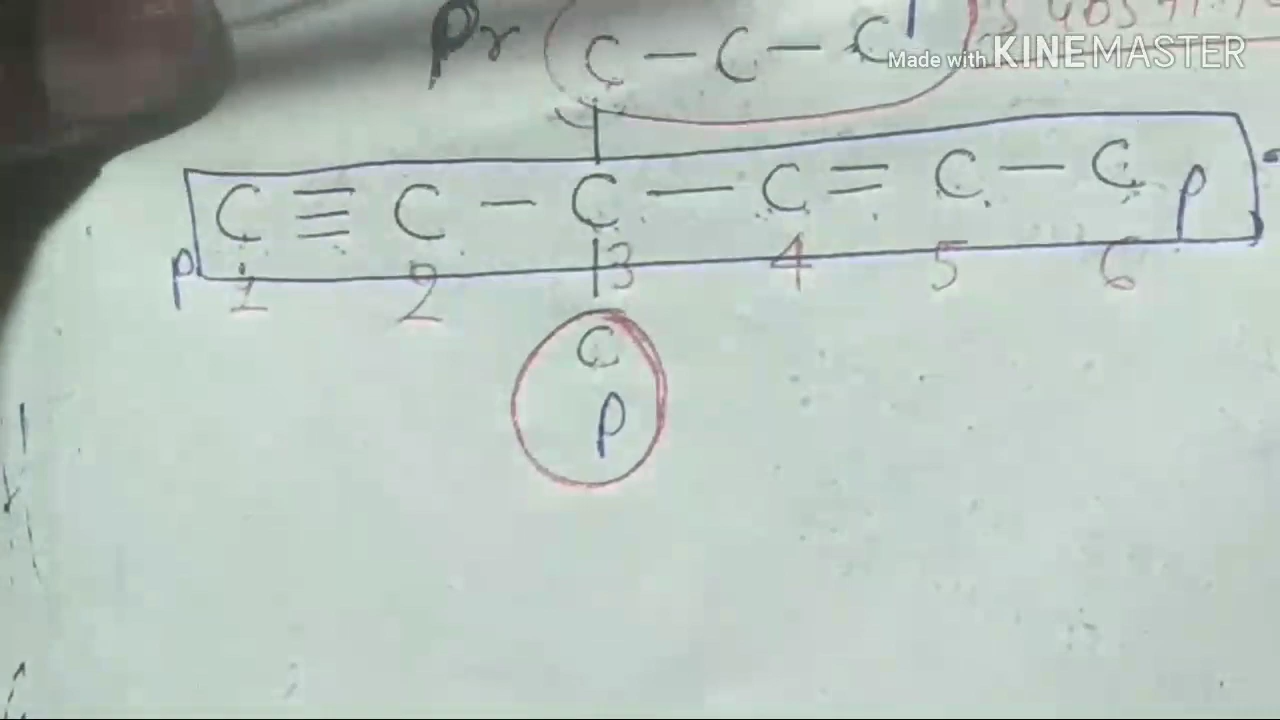 Pr C — C — C
Made with KINEMASTER
C ≡ C — C — C = C — C p
p 1 2 3 4 5 6
C
p